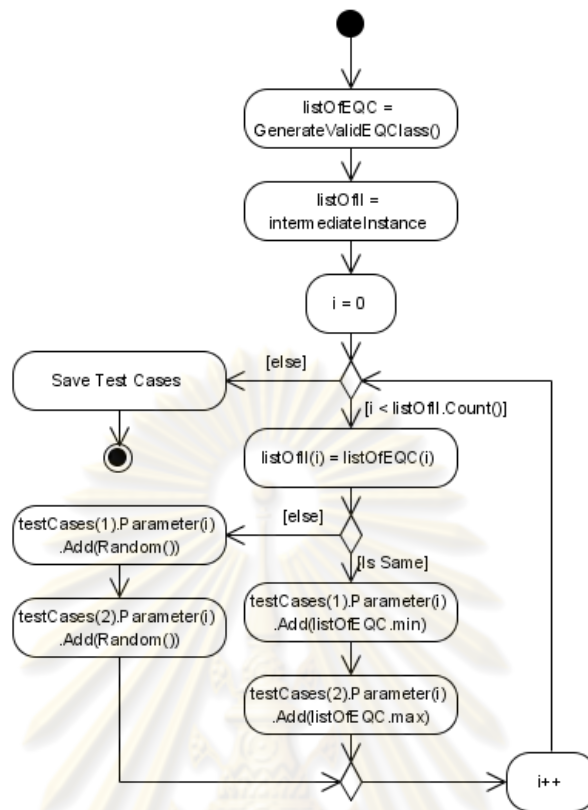 listOfEQC =
GenerateValidEQClass()
listOfII =
intermediateInstance
i = 0
[else]
Save Test Cases
[i < listOfII.Count()]
listOfII(i) = listOfEQC(i)
[else]
testCases(1).Parameter(i)
.Add(Random())
[Is Same]
testCases(2).Parameter(i)
.Add(Random())
testCases(1).Parameter(i)
.Add(listOfEQC.min)
testCases(2).Parameter(i)
.Add(listOfEQC.max)
i++